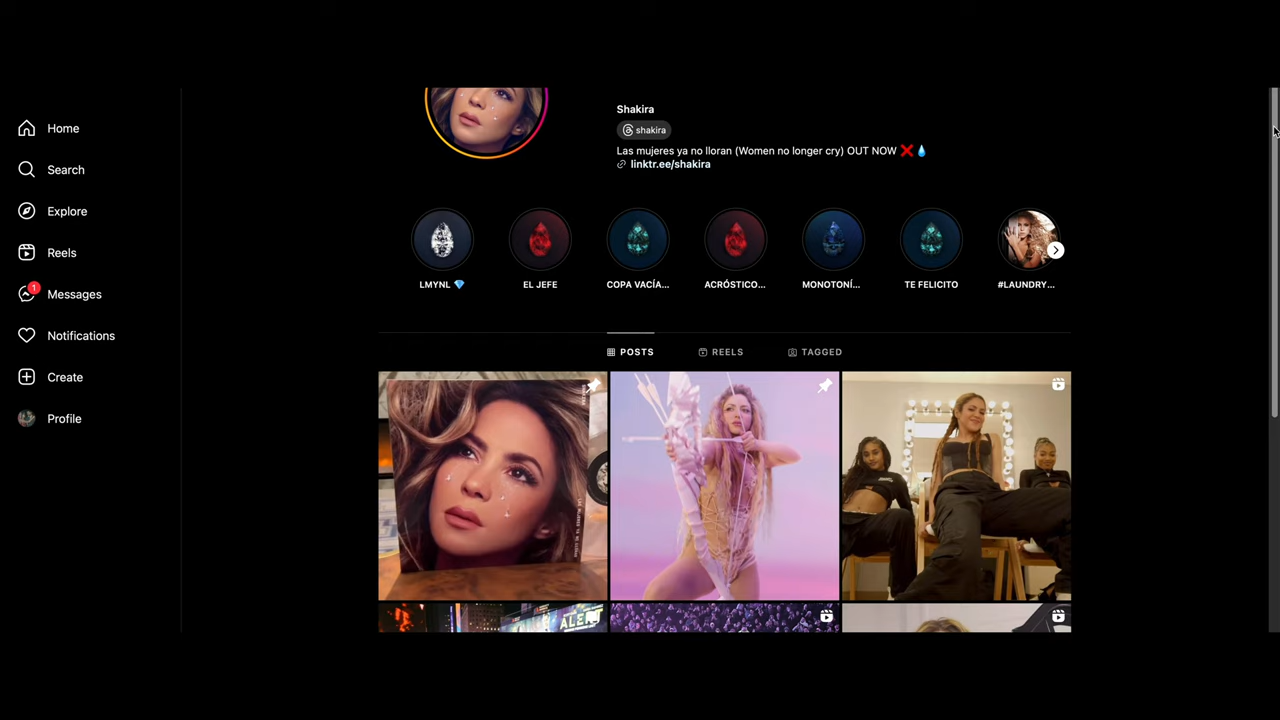 Home
Search
Explore
Reels
1
Messages
Notifications
Create
Profile
Shakira
shakira
Las mujeres ya no lloran (Women no longer cry) OUT NOW ❌💧
linktr.ee/shakira
LMYNL 💎
EL JEFE
COPA VACÍA...
ACRÓSTICO...
MONOTONÍ...
TE FELICITO
#LAUNDRY...
POSTS
REELS
TAGGED